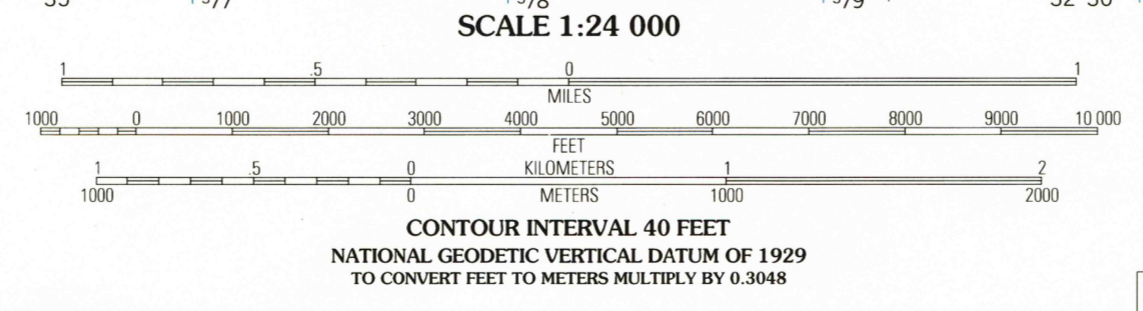 SCALE 1:24 000
1 .5 0 1
MILES
1000 0 1000 2000 3000 4000 5000 6000 7000 8000 9000 10 000
FEET
1 .5 0 KILOMETERS 1 2
1000 0 METERS 1000 2000
CONTOUR INTERVAL 40 FEET
NATIONAL GEODETIC VERTICAL DATUM OF 1929
TO CONVERT FEET TO METERS MULTIPLY BY 0.3048